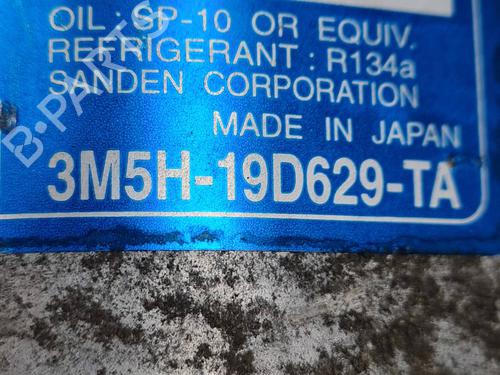 OIL : SP-10 OR EQUIV.
REFRIGERANT : R134a
SANDEN CORPORATION
MADE IN JAPAN
3M5H-19D629-TA
B-PARTS